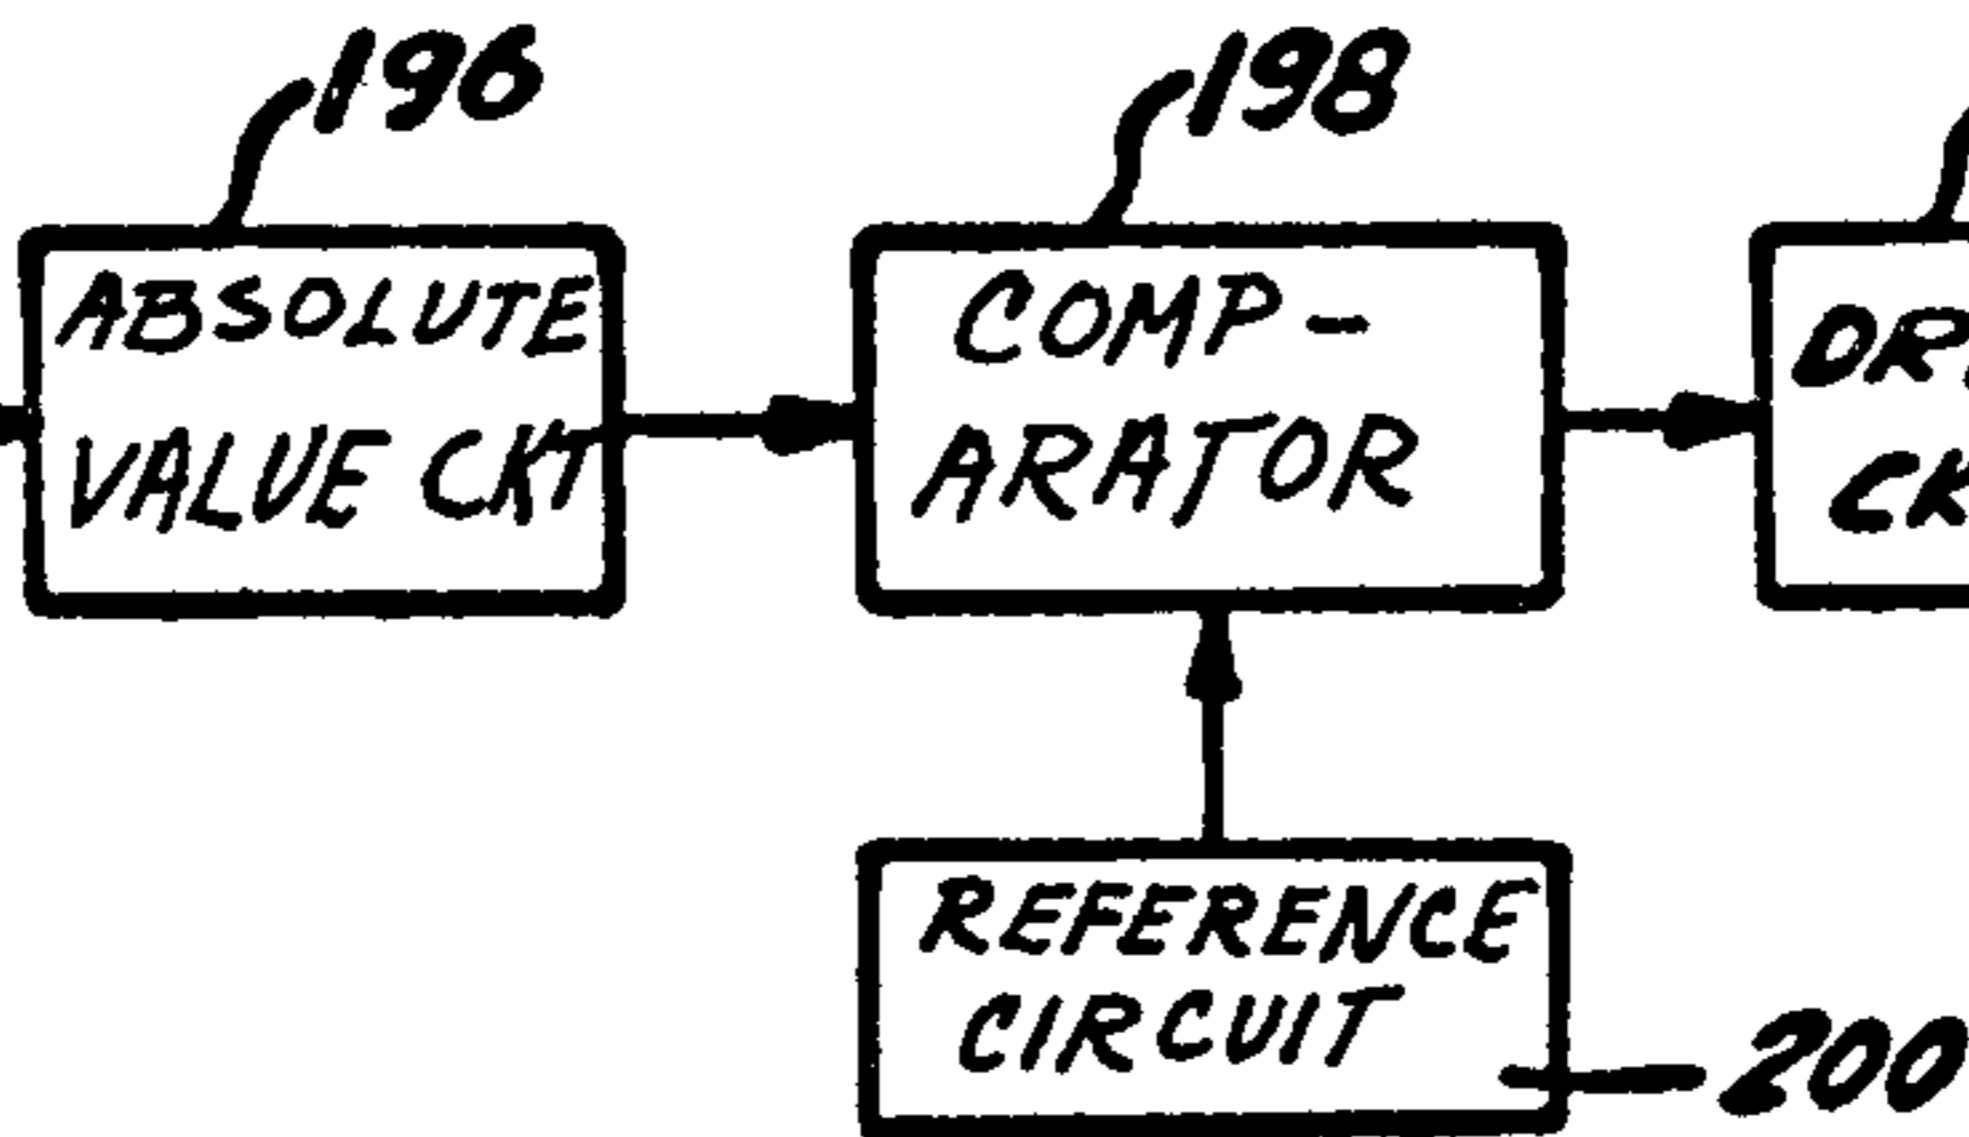 196
198
ABSOLUTE
VALUE CKT
COMP-
ARATOR
REFERENCE
CIRCUIT
200